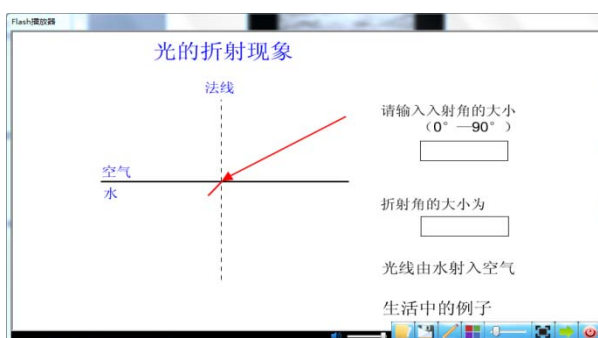 Flash播放器
光的折射现象
法线
空气
水
请输入入射角的大小
（0°—90°）
折射角的大小为
光线由水射入空气
生活中的例子